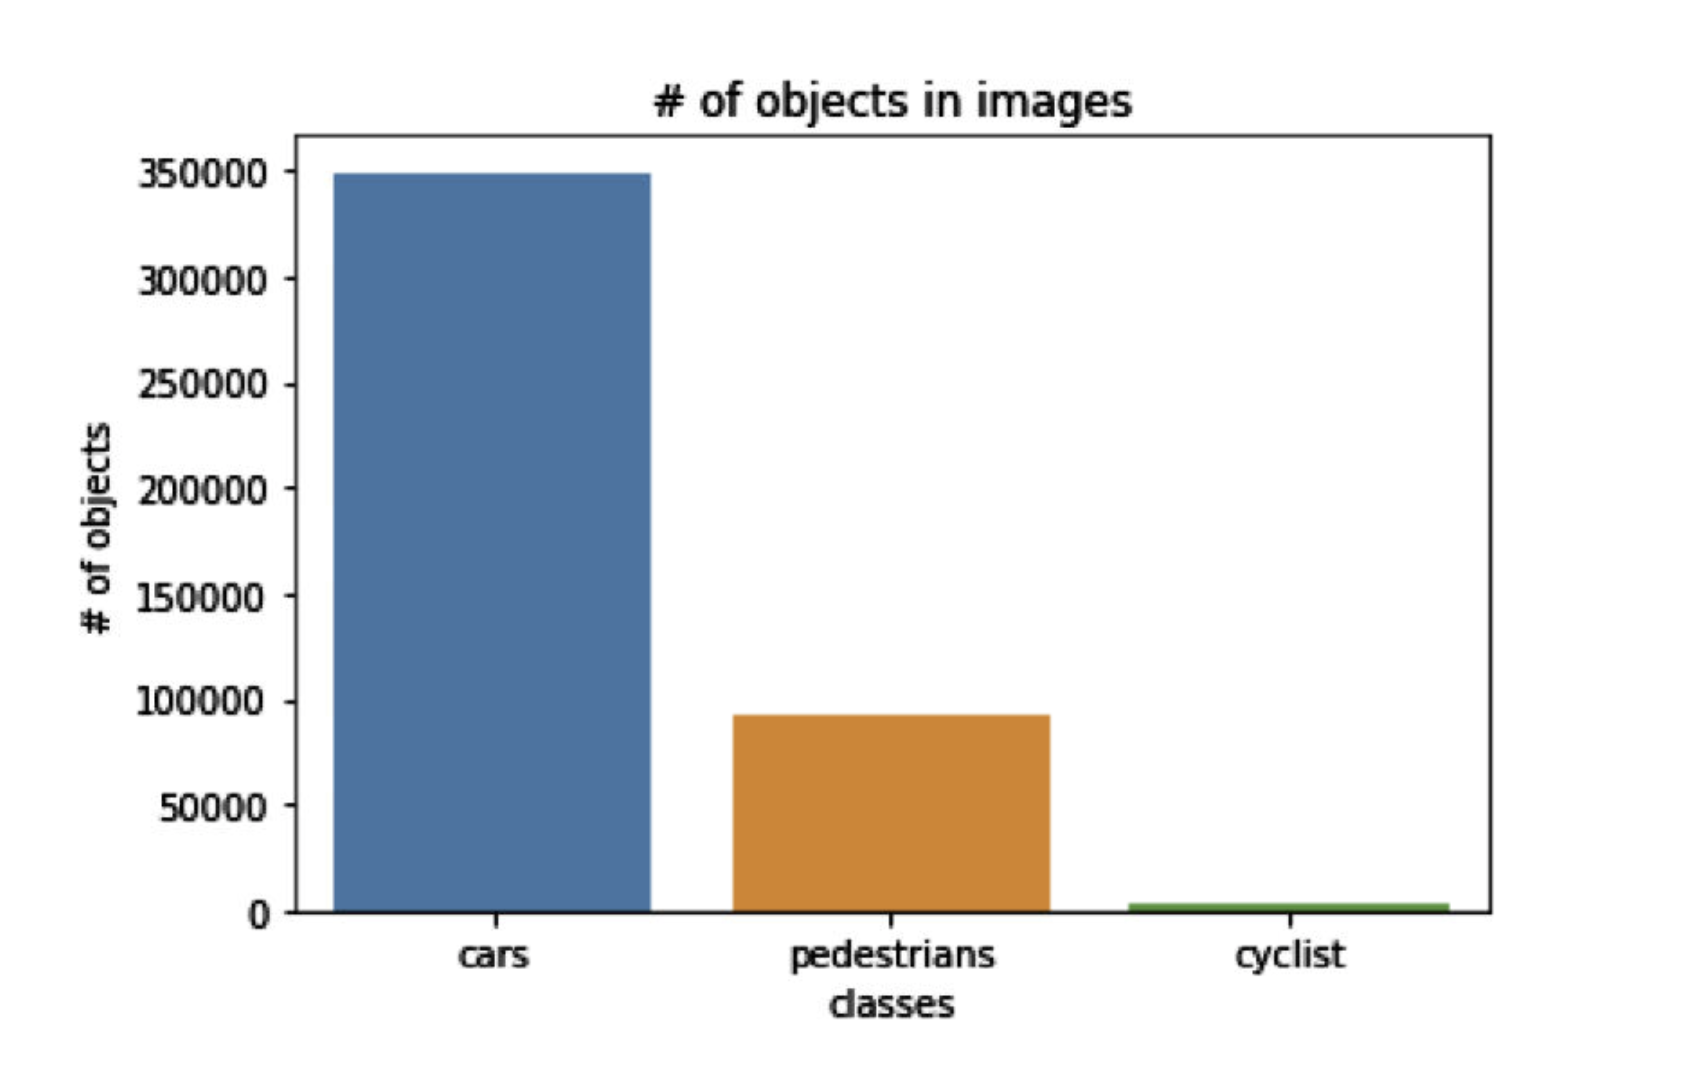 # of objects in images
# of objects
350000
300000
250000
200000
150000
100000
50000
0
cars pedestrians cyclist
classes